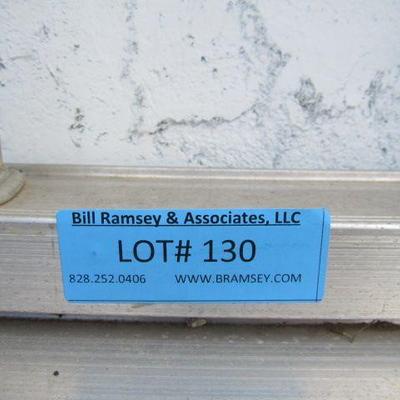 Bill Ramsey & Associates, LLC
LOT# 130
828.252.0406 WWW.BRAMSEY.COM